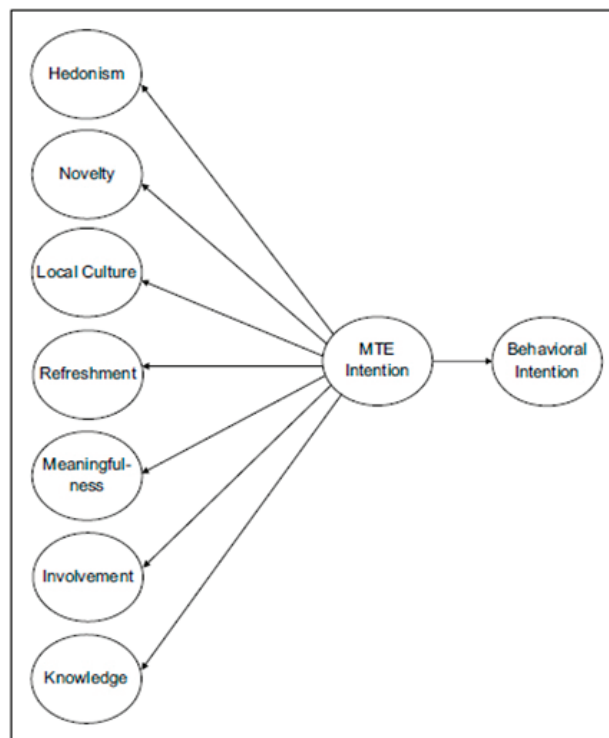 Hedonism
Novelty
Local Culture
Refreshment
Meaningful-
ness
Involvement
Knowledge
MTE
Intention
Behavioral
Intention